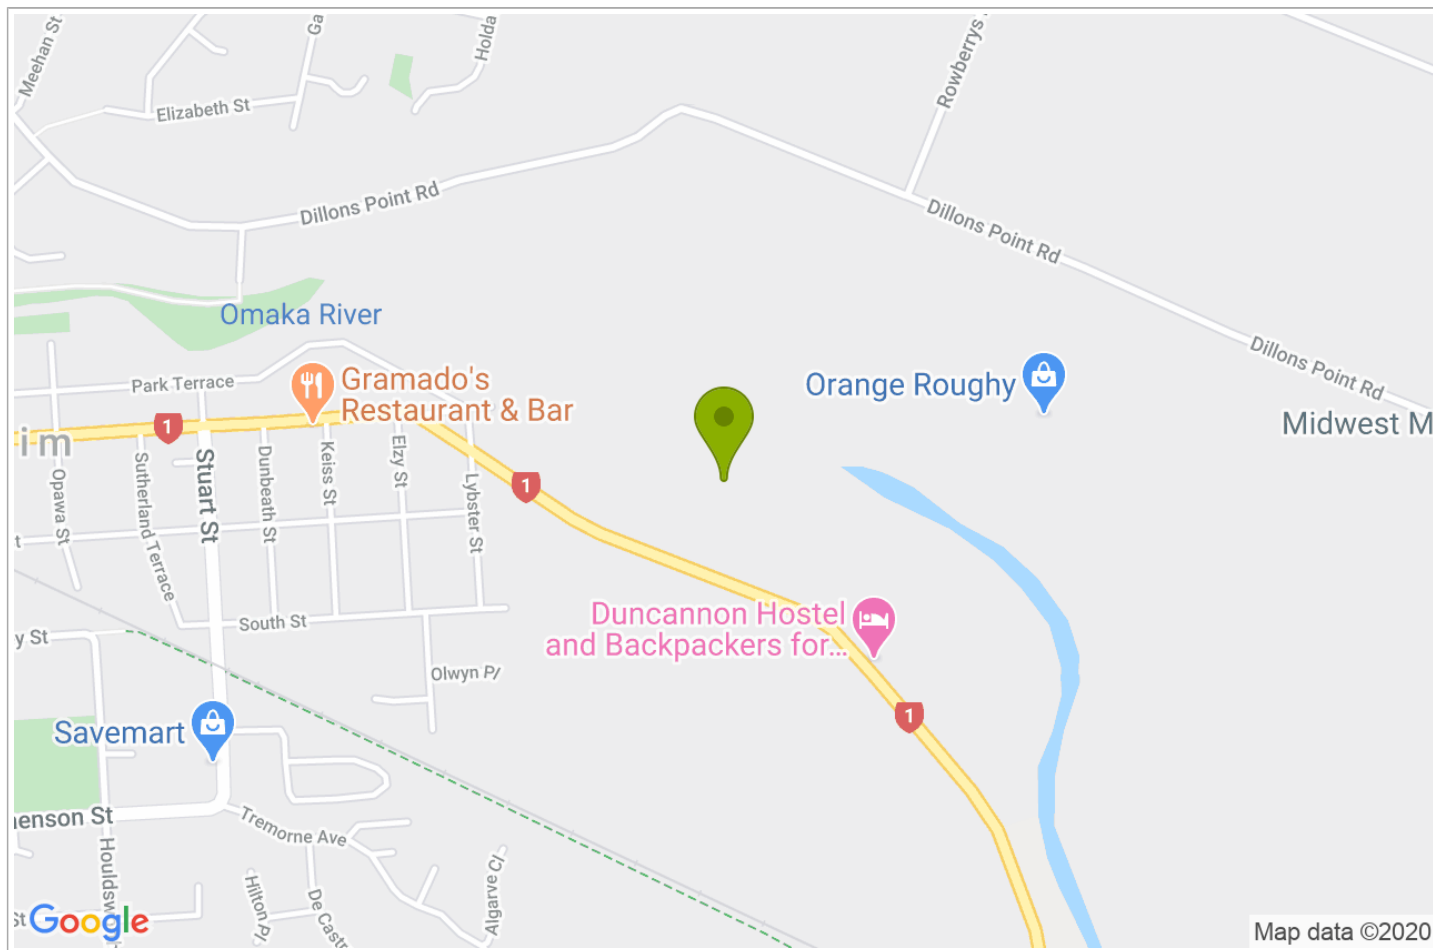 Meehan St
Ga
Holda
Rowberrys
Elizabeth St
Dillons Point Rd
Dillons Point Rd
Omaka River
Dillons Point Rd
Park Terrace
Gramado's
Restaurant & Bar
Orange Roughy
1
im
Midwest M
Opawa St
Sutherland Terrace
Stuart St
Dunbeath St
Keiss St
Elzy St
Lybster St
1
t
South St
Duncannon Hostel
and Backpackers for...
y St
Olwyn Pl
Savemart
1
enson St
Tremorne Ave
Houldsw
Hilton Pl
De Castr
Algarve Cl
St
Google
Map data ©2020